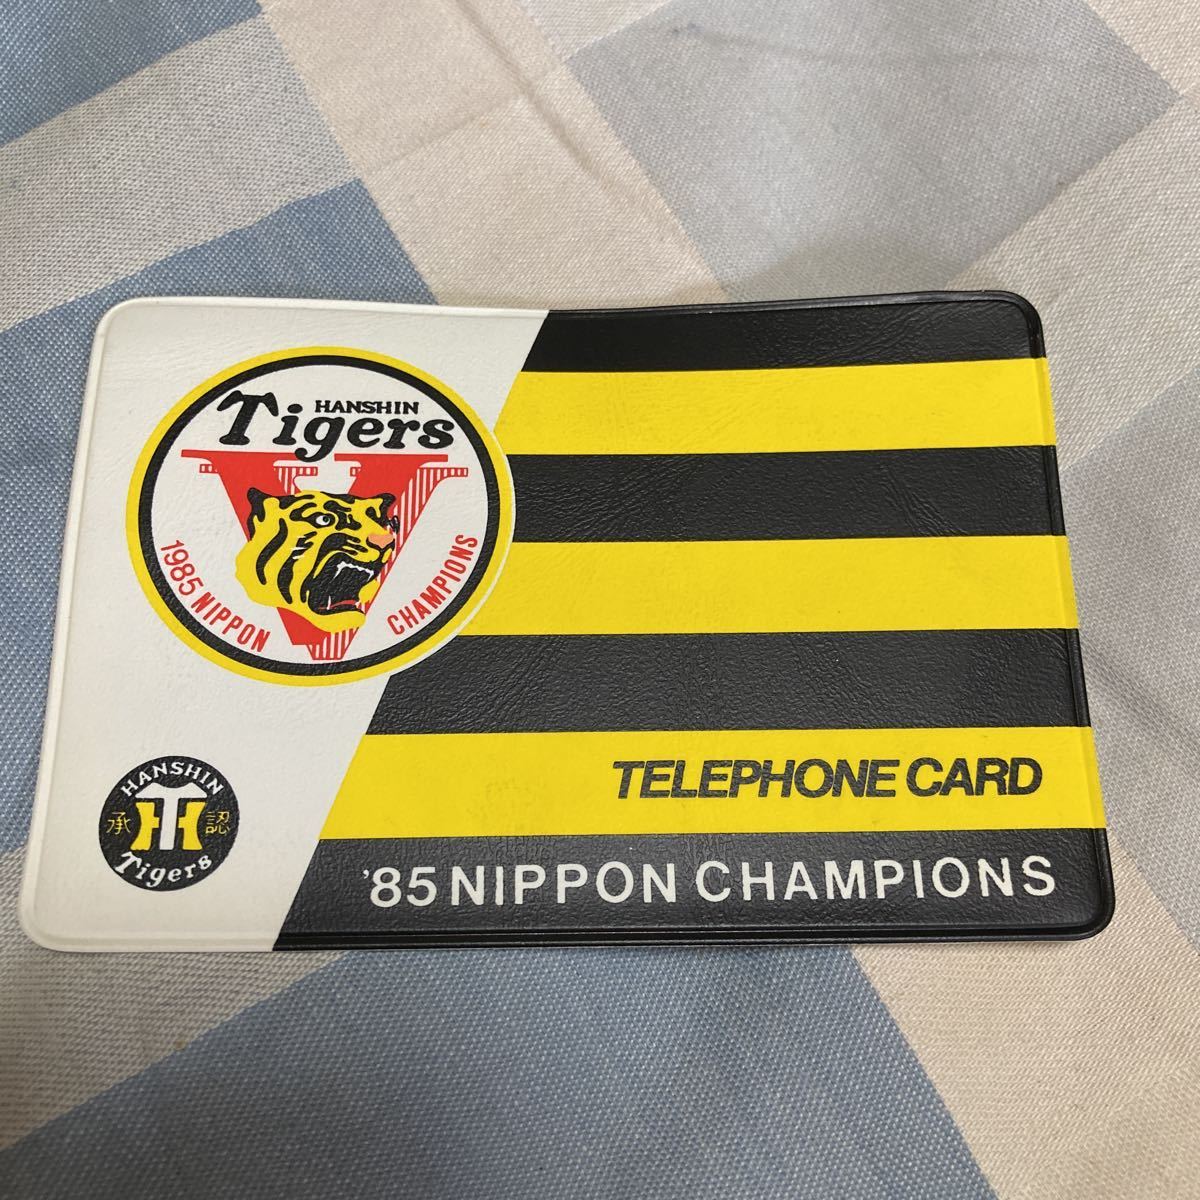 HANSHIN
Tigers
1985 NIPPON CHAMPIONS
HANSHIN
承 認
Tigers
TELEPHONE CARD
'85 NIPPON CHAMPIONS